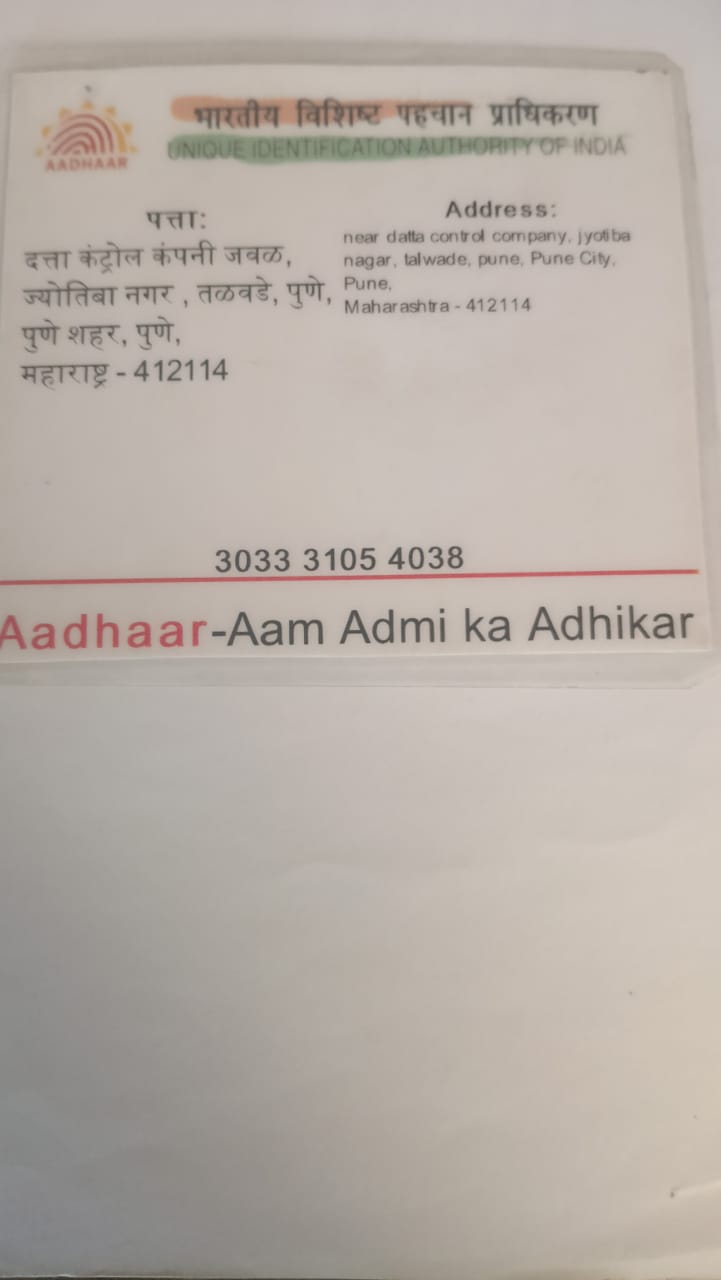 AADHAAR
भारतीय विशिष्ट पहचान प्राधिकरण
UNIQUE IDENTIFICATION AUTHORITY OF INDIA
पत्ता:
दत्ता कंट्रोल कंपनी जवळ,
ज्योतिबा नगर , तळवडे, पुणे,
पुणे शहर, पुणे,
महाराष्ट्र - 412114
Address:
near datta control company, jyotiba
nagar, talwade, pune, Pune City,
Pune,
Maharashtra - 412114
3033 3105 4038
Aadhaar-Aam Admi ka Adhikar